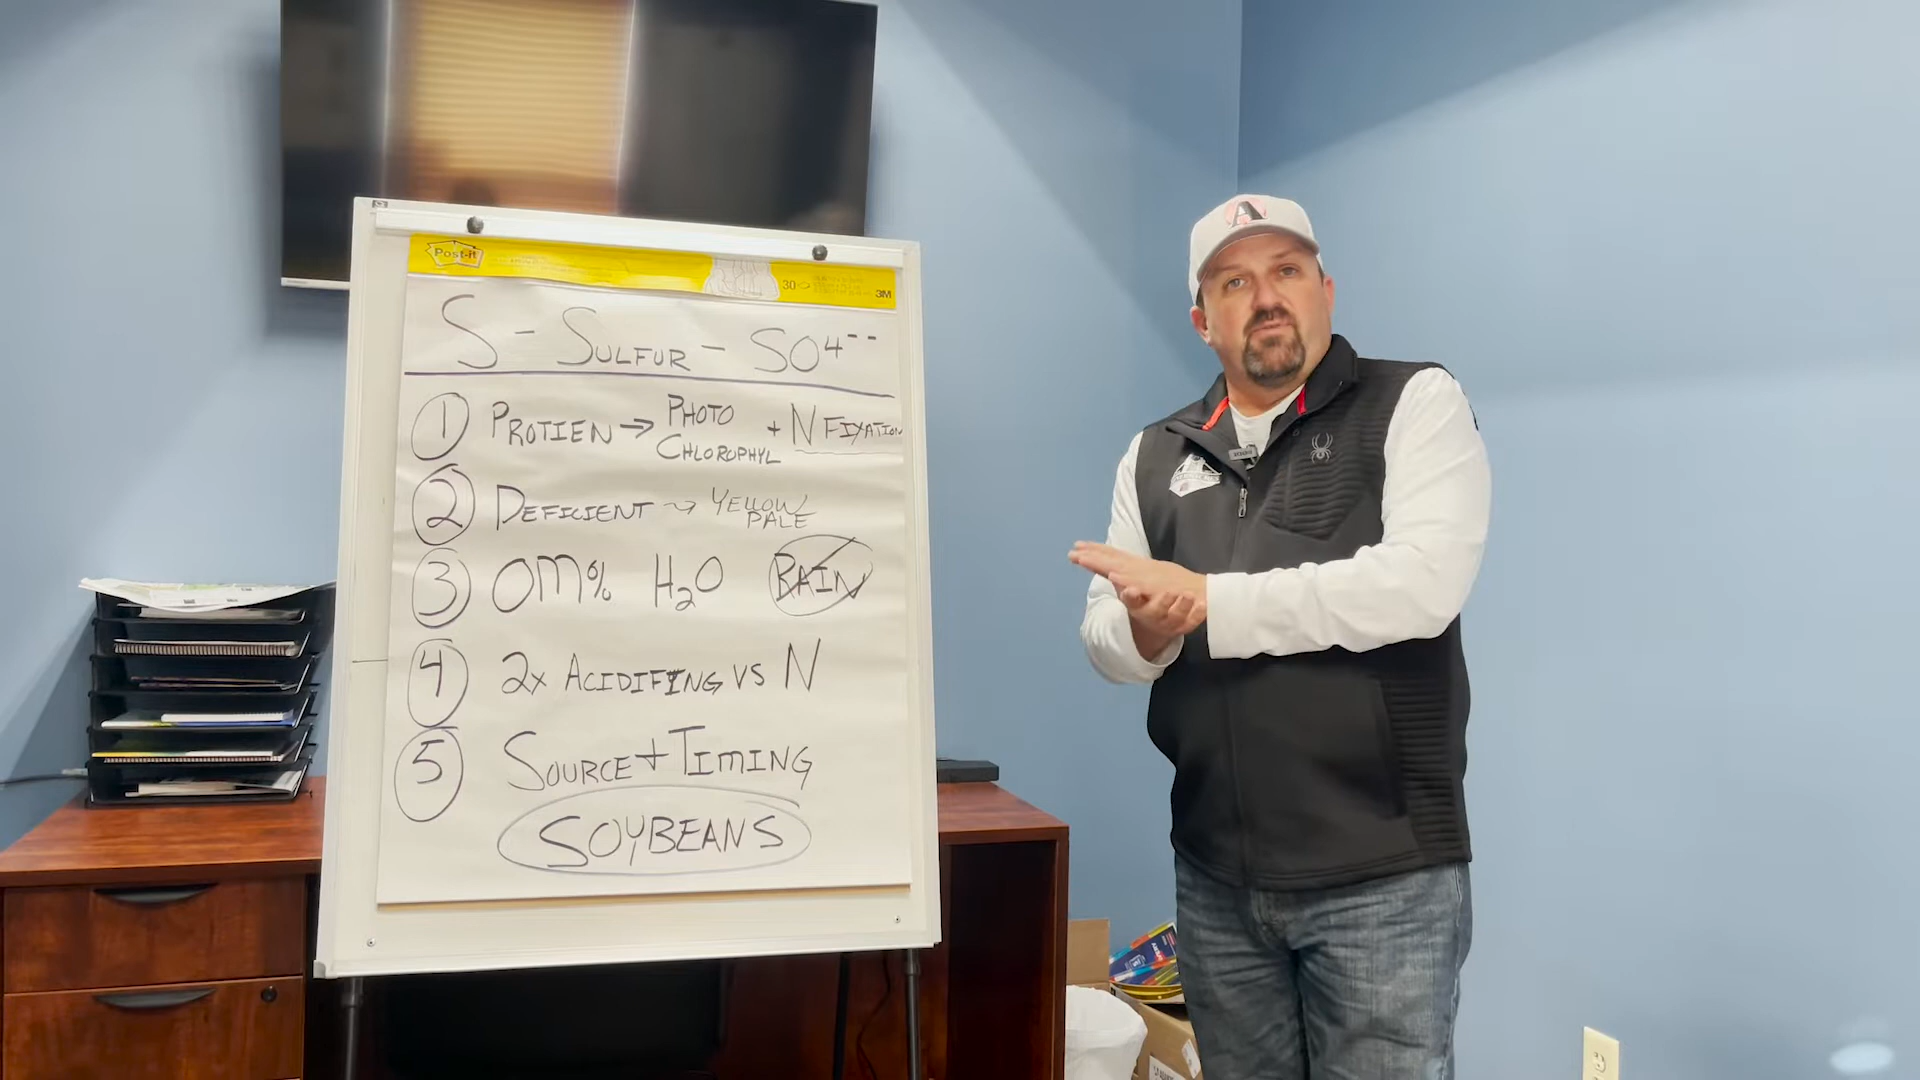 Post-it
30
3M
S - SULFUR - SO4--
1 PROTIEN → PHOTO CHLOROPHYL + N FIXATION
2 DEFICIENT → YELLOW PALE
3 OM% H2O RAIN
4 2x ACIDIFING VS N
5 SOURCE + TIMING
SOYBEANS
A